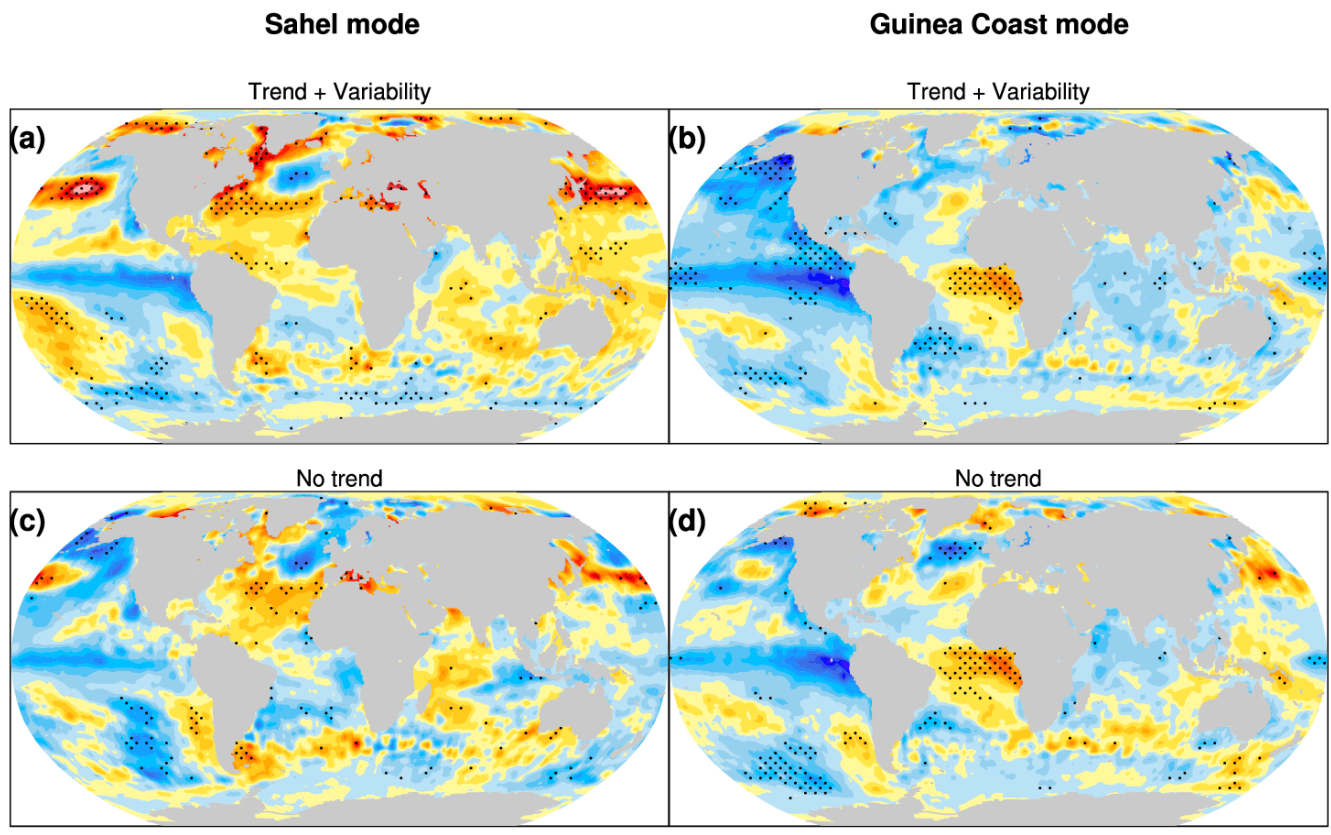 Sahel mode
Guinea Coast mode
Trend + Variability
Trend + Variability
(a)
(b)
No trend
No trend
(c)
(d)